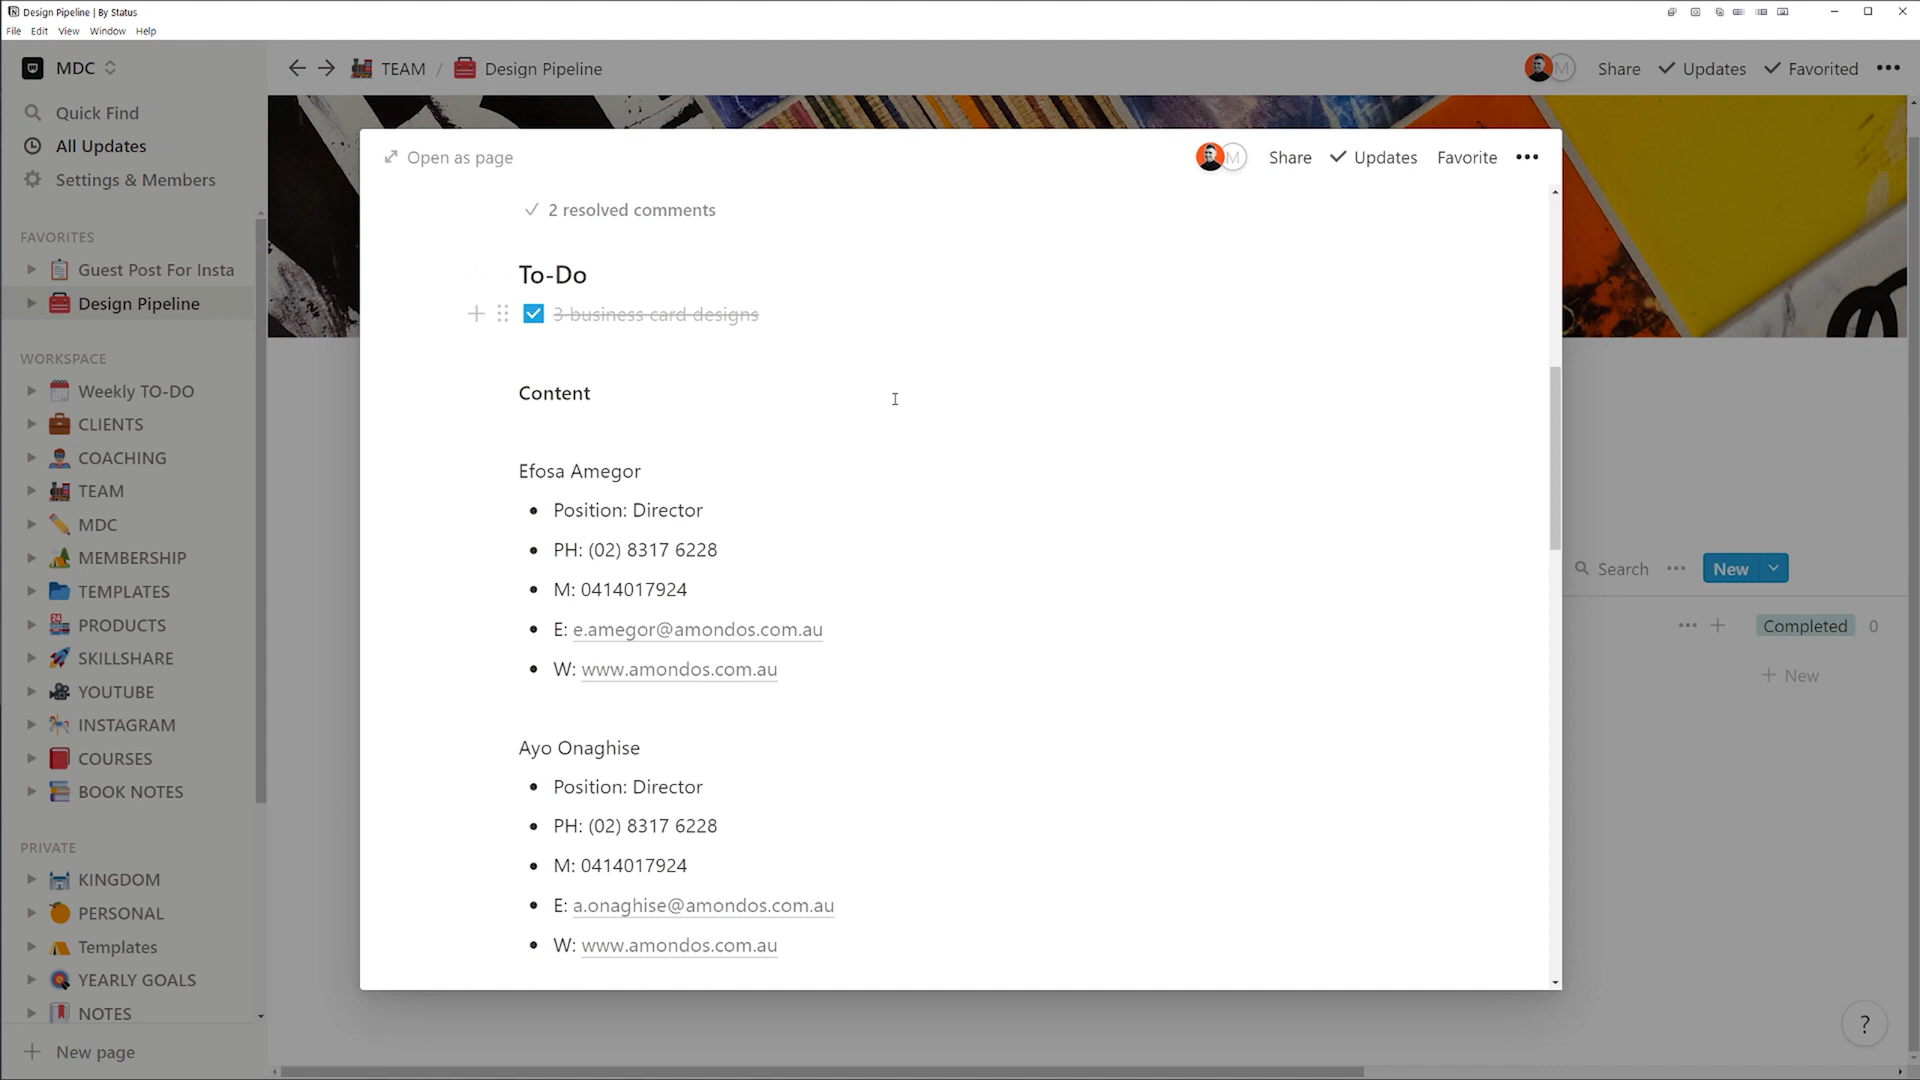 Design Pipeline | By Status
File Edit View Window Help
MDC
Quick Find
All Updates
Settings & Members
FAVORITES
Guest Post For Insta
Design Pipeline
WORKSPACE
Weekly TO-DO
CLIENTS
COACHING
TEAM
MDC
MEMBERSHIP
TEMPLATES
PRODUCTS
SKILLSHARE
YOUTUBE
INSTAGRAM
COURSES
BOOK NOTES
PRIVATE
KINGDOM
PERSONAL
Templates
YEARLY GOALS
NOTES
New page
TEAM / Design Pipeline
M Share Updates Favorited
Open as page
M Share Updates Favorite
2 resolved comments
To-Do
3 business card designs
Content
Efosa Amegor
Position: Director
PH: (02) 8317 6228
M: 0414017924
E: e.amegor@amondos.com.au
W: www.amondos.com.au
Ayo Onaghise
Position: Director
PH: (02) 8317 6228
M: 0414017924
E: a.onaghise@amondos.com.au
W: www.amondos.com.au
Search New
Completed 0
New
?